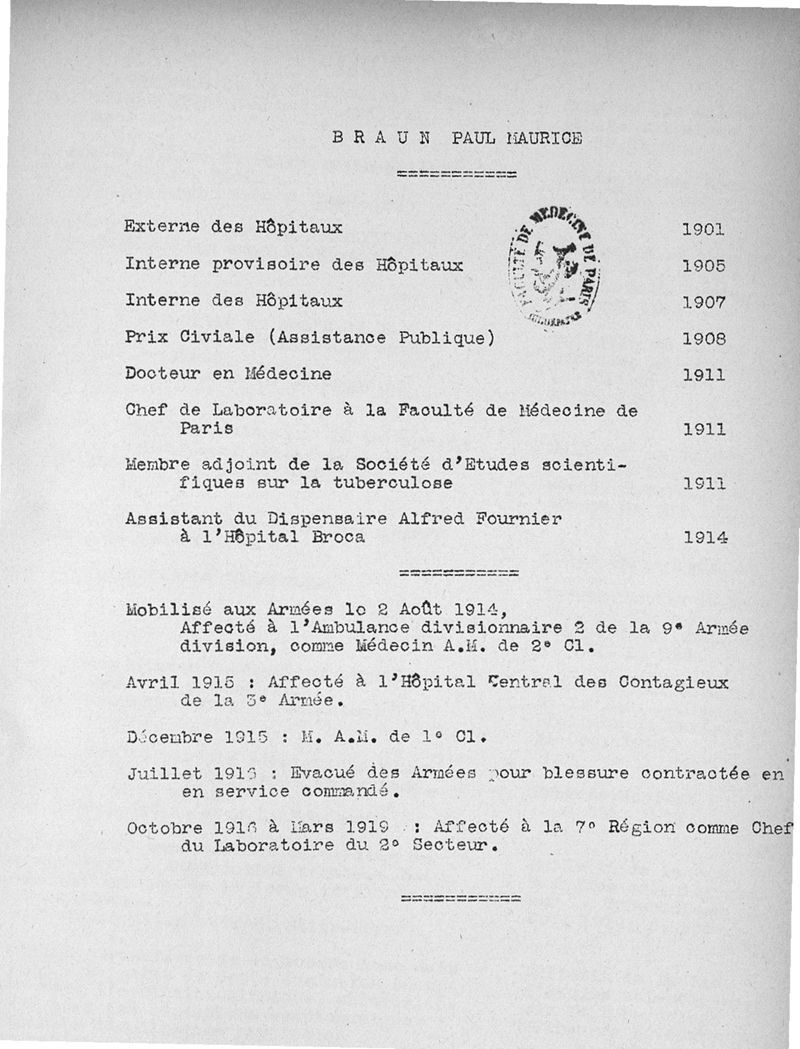 B R A U N PAUL MAURICE
===========
Externe des Hôpitaux 1901
FACULTÉ DE MÉDECINE DE PARIS
Interne provisoire des Hôpitaux 1905
Interne des Hôpitaux 1907
Prix Civiale (Assistance Publique) 1908
Docteur en Médecine 1911
Chef de Laboratoire à la Faculté de Médecine de
Paris 1911
Membre adjoint de la Société d'Etudes scienti-
fiques sur la tuberculose 1911
Assistant du Dispensaire Alfred Fournier
à l'Hôpital Broca 1914
===========
Mobilisé aux Armées le 2 Août 1914,
Affecté à l'Ambulance divisionnaire 2 de la 9e Armée
division, comme Médecin A.M. de 2e Cl.
Avril 1915 : Affecté à l'Hôpital Central des Contagieux
de la 3e Armée.
Décembre 1915 : M. A.M. de 1e Cl.
Juillet 1916 : Evacué des Armées pour blessure contractée en
en service commandé.
Octobre 1916 à Mars 1919 : Affecté à la 7e Région comme Chef
du Laboratoire du 2e Secteur.
===========